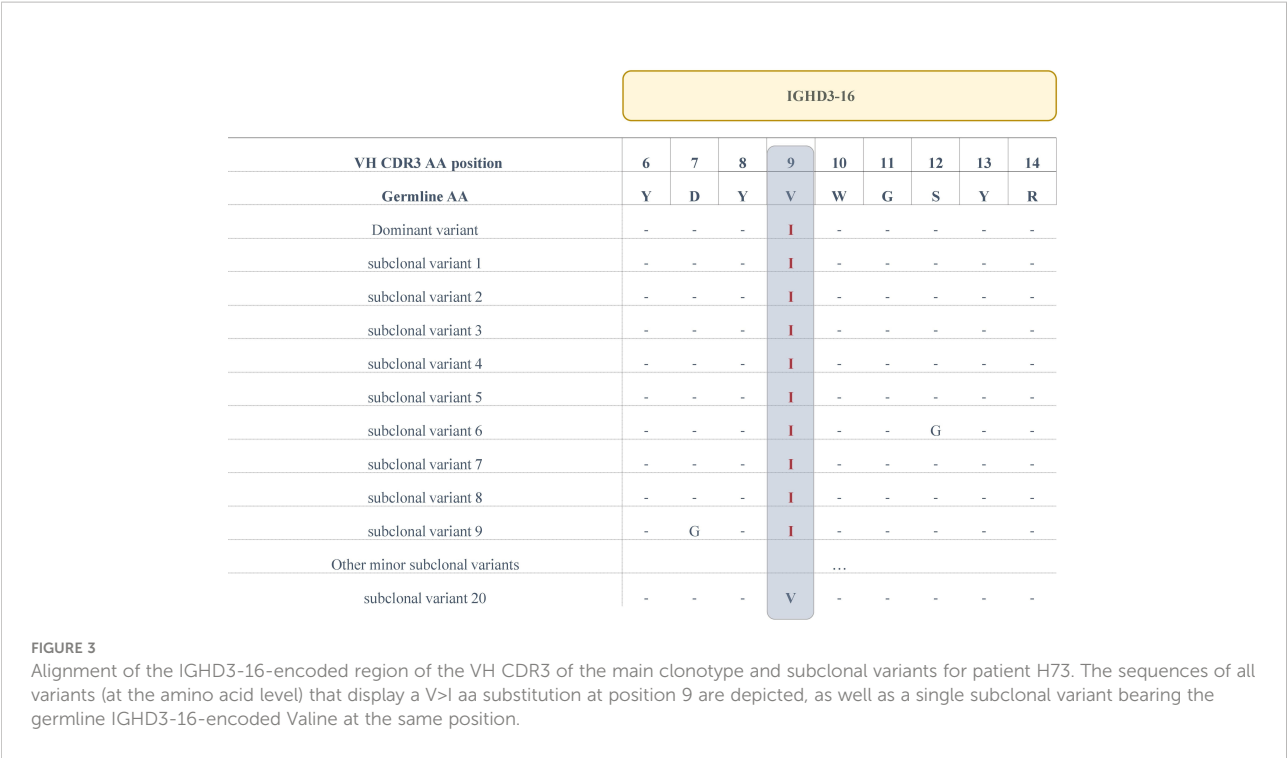 IGHD3-16
VH CDR3 AA position 6 7 8 9 10 11 12 13 14
Germline AA Y D Y V W G S Y R
Dominant variant - - - I - - - - -
subclonal variant 1 - - - I - - - - -
subclonal variant 2 - - - I - - - - -
subclonal variant 3 - - - I - - - - -
subclonal variant 4 - - - I - - - - -
subclonal variant 5 - - - I - - - - -
subclonal variant 6 - - - I - - G - -
subclonal variant 7 - - - I - - - - -
subclonal variant 8 - - - I - - - - -
subclonal variant 9 - G - I - - - - -
Other minor subclonal variants …
subclonal variant 20 - - - V - - - - -
FIGURE 3
Alignment of the IGHD3-16-encoded region of the VH CDR3 of the main clonotype and subclonal variants for patient H73. The sequences of all
variants (at the amino acid level) that display a V>I aa substitution at position 9 are depicted, as well as a single subclonal variant bearing the
germline IGHD3-16-encoded Valine at the same position.